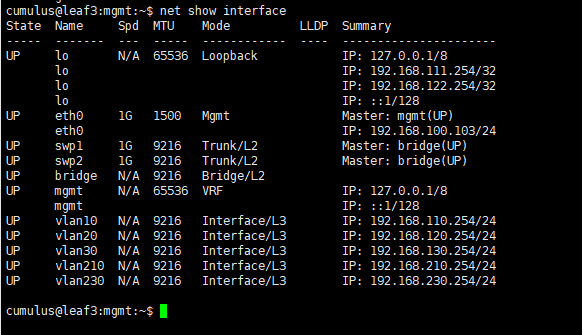 cumulus@leaf3:mgmt:~$ net show interface
State  Name     Spd  MTU    Mode          LLDP  Summary
-----  -------  ---  -----  ------------  ----  -----------------------
UP     lo       N/A  65536  Loopback            IP: 127.0.0.1/8
       lo                                       IP: 192.168.111.254/32
       lo                                       IP: 192.168.122.254/32
       lo                                       IP: ::1/128
UP     eth0     1G   1500   Mgmt                Master: mgmt(UP)
       eth0                                     IP: 192.168.100.103/24
UP     swp1     1G   9216   Trunk/L2            Master: bridge(UP)
UP     swp2     1G   9216   Trunk/L2            Master: bridge(UP)
UP     bridge   N/A  9216   Bridge/L2
UP     mgmt     N/A  65536  VRF                 IP: 127.0.0.1/8
       mgmt                                     IP: ::1/128
UP     vlan10   N/A  9216   Interface/L3        IP: 192.168.110.254/24
UP     vlan20   N/A  9216   Interface/L3        IP: 192.168.120.254/24
UP     vlan30   N/A  9216   Interface/L3        IP: 192.168.130.254/24
UP     vlan210  N/A  9216   Interface/L3        IP: 192.168.210.254/24
UP     vlan230  N/A  9216   Interface/L3        IP: 192.168.230.254/24
cumulus@leaf3:mgmt:~$